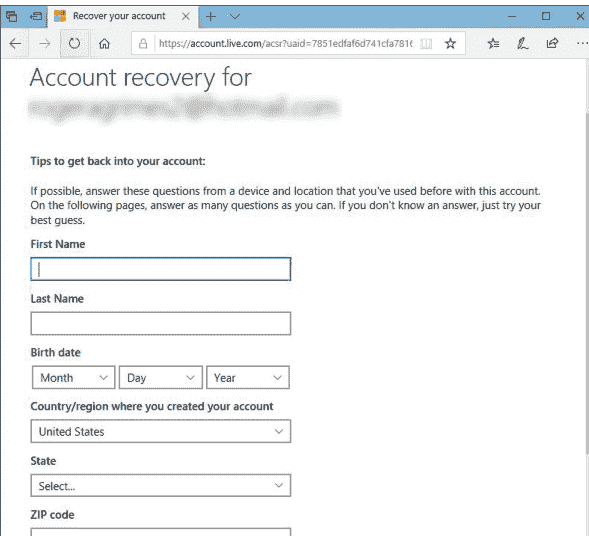 Recover your account
https://account.live.com/acsr?uaid=7851edfaf6d741cfa7816
Account recovery for
Tips to get back into your account:
If possible, answer these questions from a device and location that you've used before with this account.
On the following pages, answer as many questions as you can. If you don't know an answer, just try your
best guess.
First Name
Last Name
Birth date
Month Day Year
Country/region where you created your account
United States
State
Select...
ZIP code